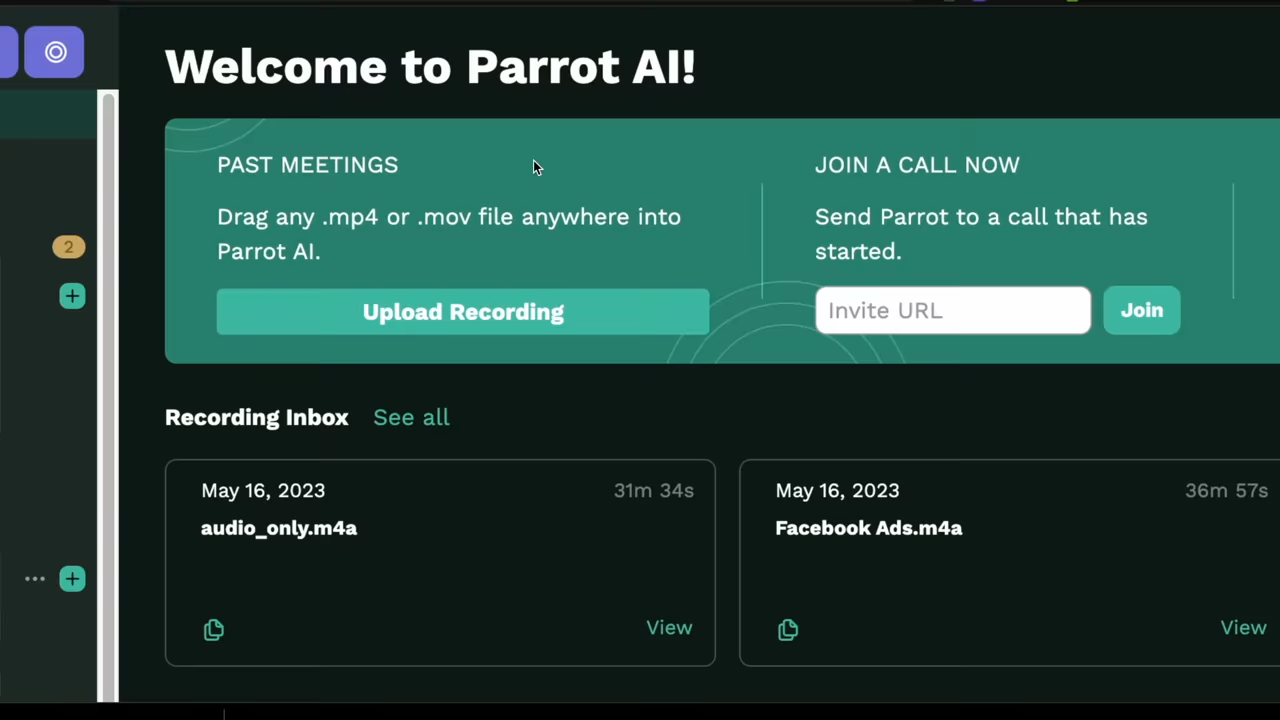 Welcome to Parrot AI!
PAST MEETINGS
Drag any .mp4 or .mov file anywhere into
Parrot AI.
Upload Recording
JOIN A CALL NOW
Send Parrot to a call that has
started.
Invite URL
Join
2
Recording Inbox
See all
May 16, 2023
31m 34s
audio_only.m4a
View
May 16, 2023
36m 57s
Facebook Ads.m4a
View